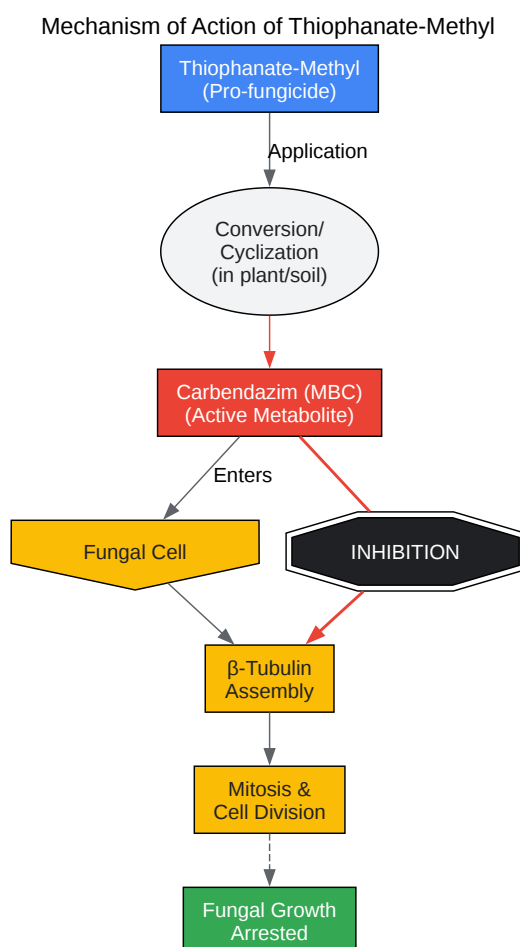 Mechanism of Action of Thiophanate-Methyl
Thiophanate-Methyl
(Pro-fungicide)
Application
Conversion/
Cyclization
(in plant/soil)
Carbendazim (MBC)
(Active Metabolite)
Enters
Fungal Cell
INHIBITION
β-Tubulin
Assembly
Mitosis &
Cell Division
Fungal Growth
Arrested